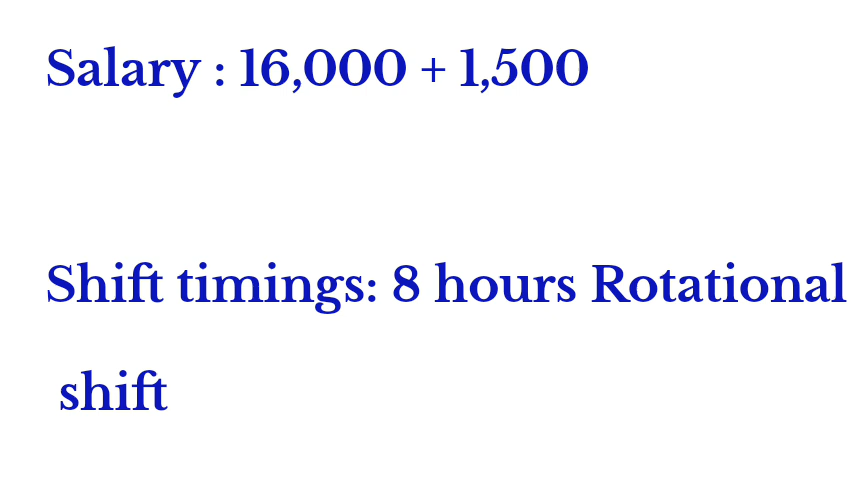 Salary : 16,000 + 1,500
Shift timings: 8 hours Rotational
shift